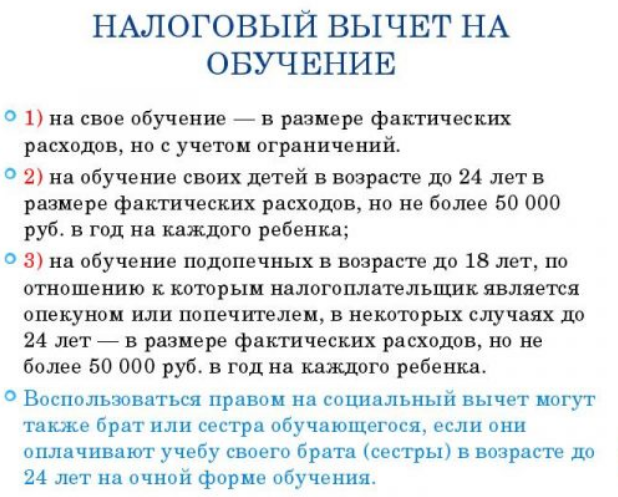 НАЛОГОВЫЙ ВЫЧЕТ НА
ОБУЧЕНИЕ
1) на свое обучение — в размере фактических
расходов, но с учетом ограничений.
2) на обучение своих детей в возрасте до 24 лет в
размере фактических расходов, но не более 50 000
руб. в год на каждого ребенка;
3) на обучение подопечных в возрасте до 18 лет, по
отношению к которым налогоплательщик является
опекуном или попечителем, в некоторых случаях до
24 лет — в размере фактических расходов, но не
более 50 000 руб. в год на каждого ребенка.
Воспользоваться правом на социальный вычет могут
также брат или сестра обучающегося, если они
оплачивают учебу своего брата (сестры) в возрасте до
24 лет на очной форме обучения.